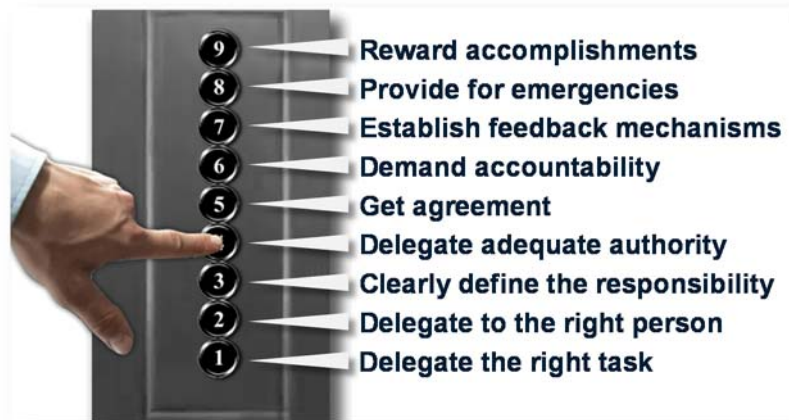 9 Reward accomplishments
8 Provide for emergencies
7 Establish feedback mechanisms
6 Demand accountability
5 Get agreement
Delegate adequate authority
3 Clearly define the responsibility
2 Delegate to the right person
1 Delegate the right task